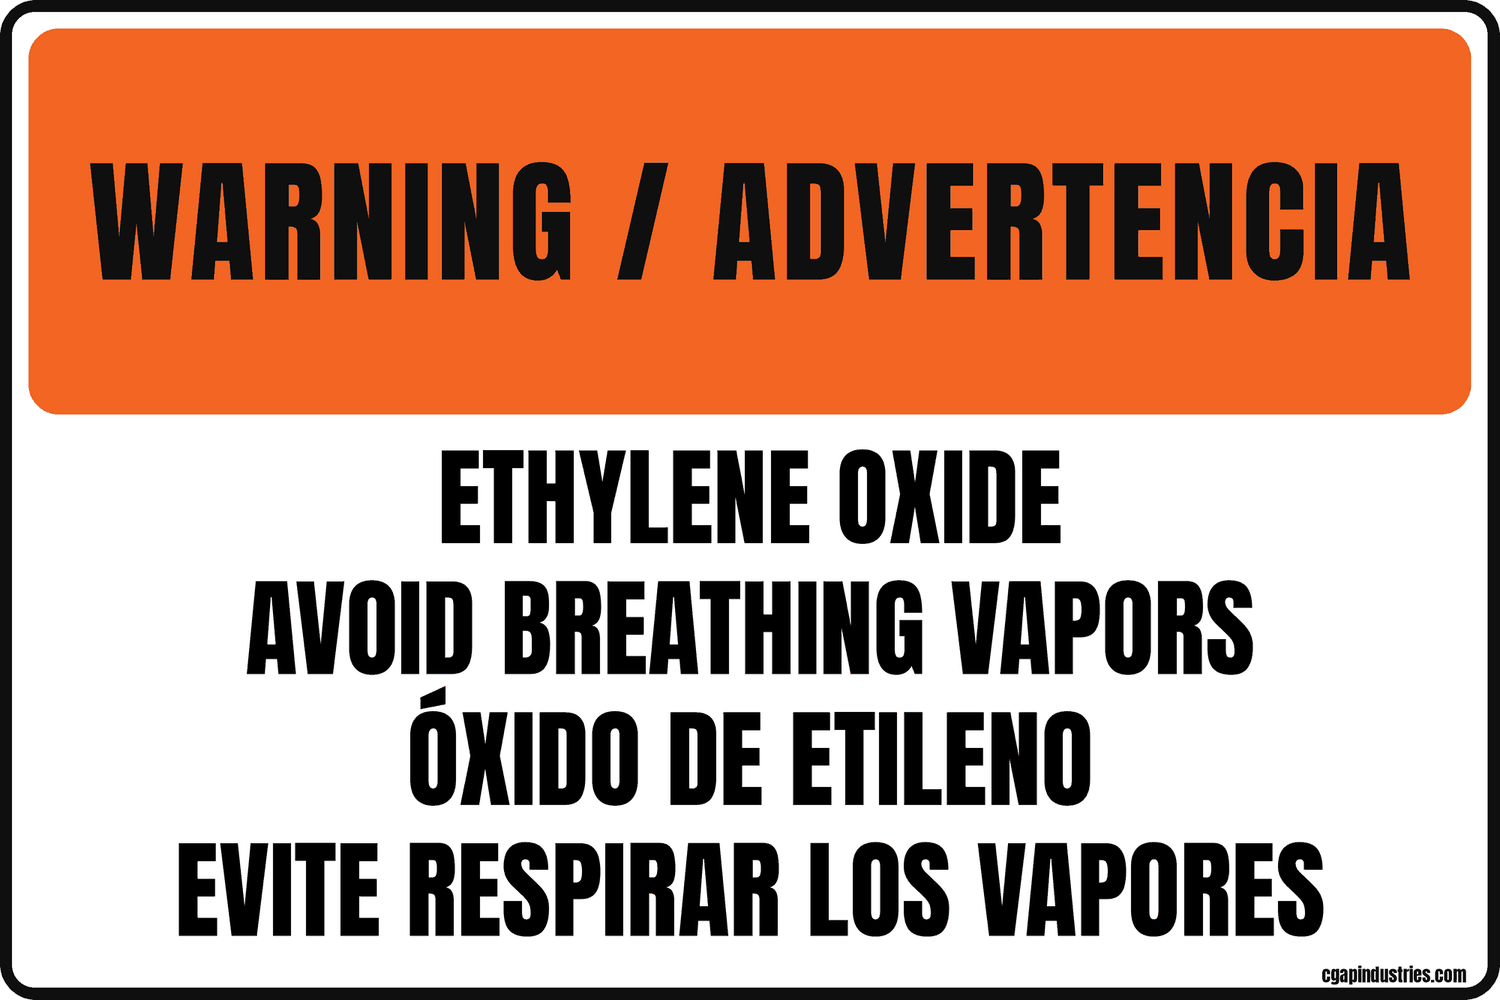 WARNING / ADVERTENCIA
ETHYLENE OXIDE
AVOID BREATHING VAPORS
ÓXIDO DE ETILENO
EVITE RESPIRAR LOS VAPORES
cgapindustries.com